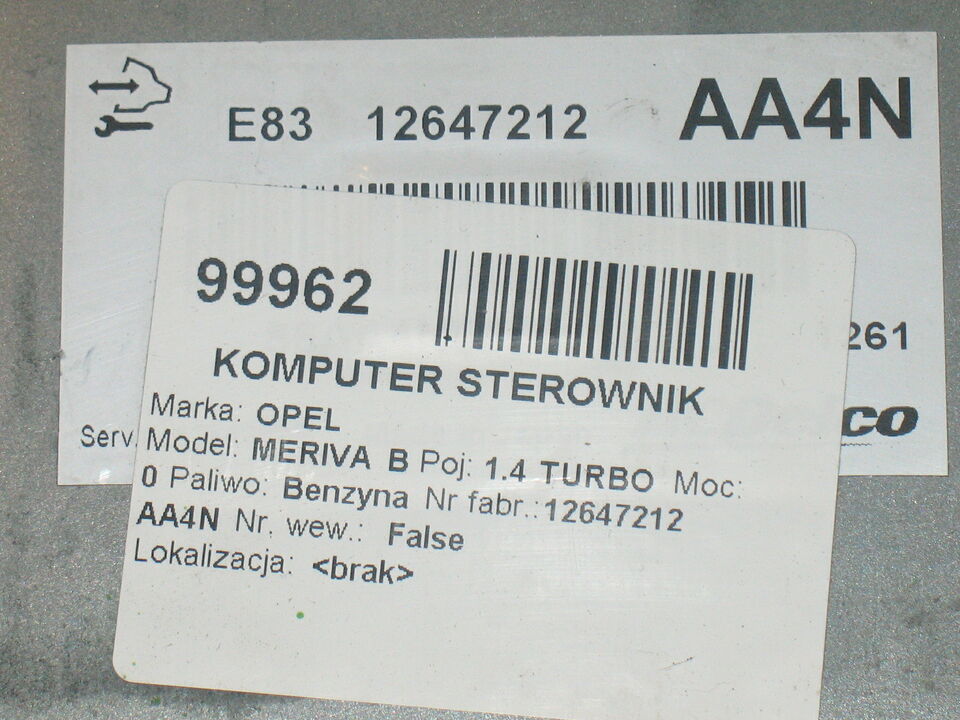 E83 12647212 AA4N
99962
261
KOMPUTER STEROWNIK
Marka: OPEL
co
Serv
Model: MERIVA B Poj: 1.4 TURBO Moc:
0 Paliwo: Benzyna Nr fabr.:12647212
AA4N Nr. wew.: False
Lokalizacja: <brak>